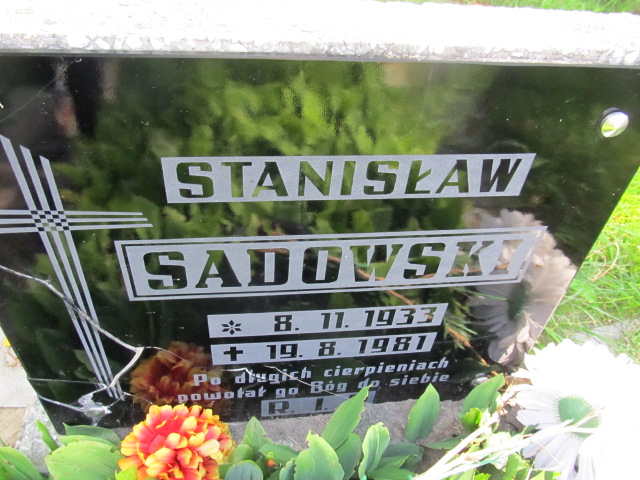 STANISŁAW
SADOWSKI
✲ 8. 11. 1933
+ 19. 8. 1981
Po długich cierpieniach
powołał go Bóg do siebie
R. I. P.